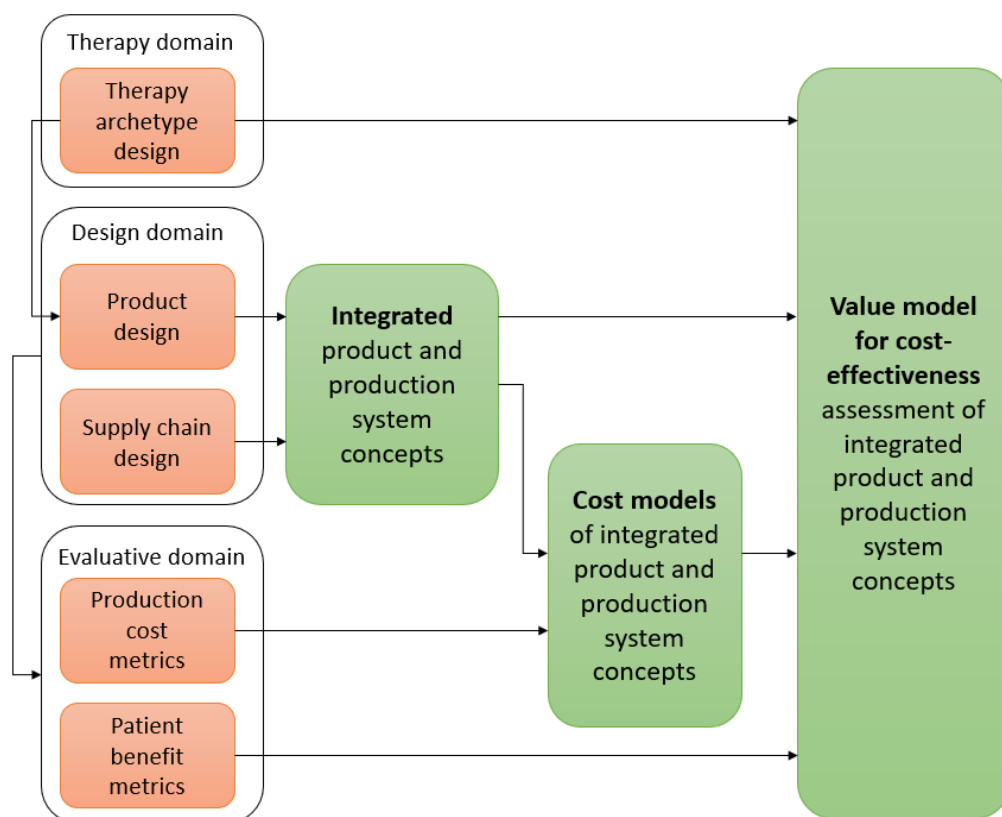 Therapy domain
Therapy
archetype
design
Design domain
Product
design
Supply chain
design
Evaluative domain
Production
cost
metrics
Patient
benefit
metrics
Integrated
product and
production
system
concepts
Cost models
of integrated
product and
production
system
concepts
Value model
for cost-
effectiveness
assessment of
integrated
product and
production
system
concepts